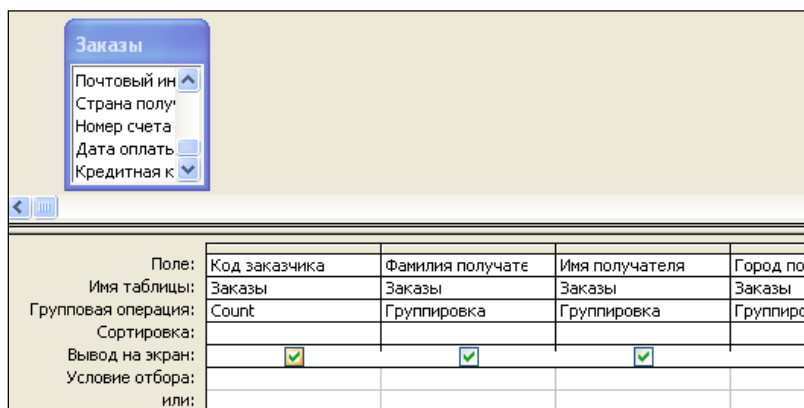 Заказы
Почтовый ин
Страна получ
Номер счета
Дата оплать
Кредитная к
Поле: Код заказчика Фамилия получате Имя получателя Город по
Имя таблицы: Заказы Заказы Заказы Заказы
Групповая операция: Count Группировка Группировка Группиро
Сортировка:
Вывод на экран:
Условие отбора:
или: